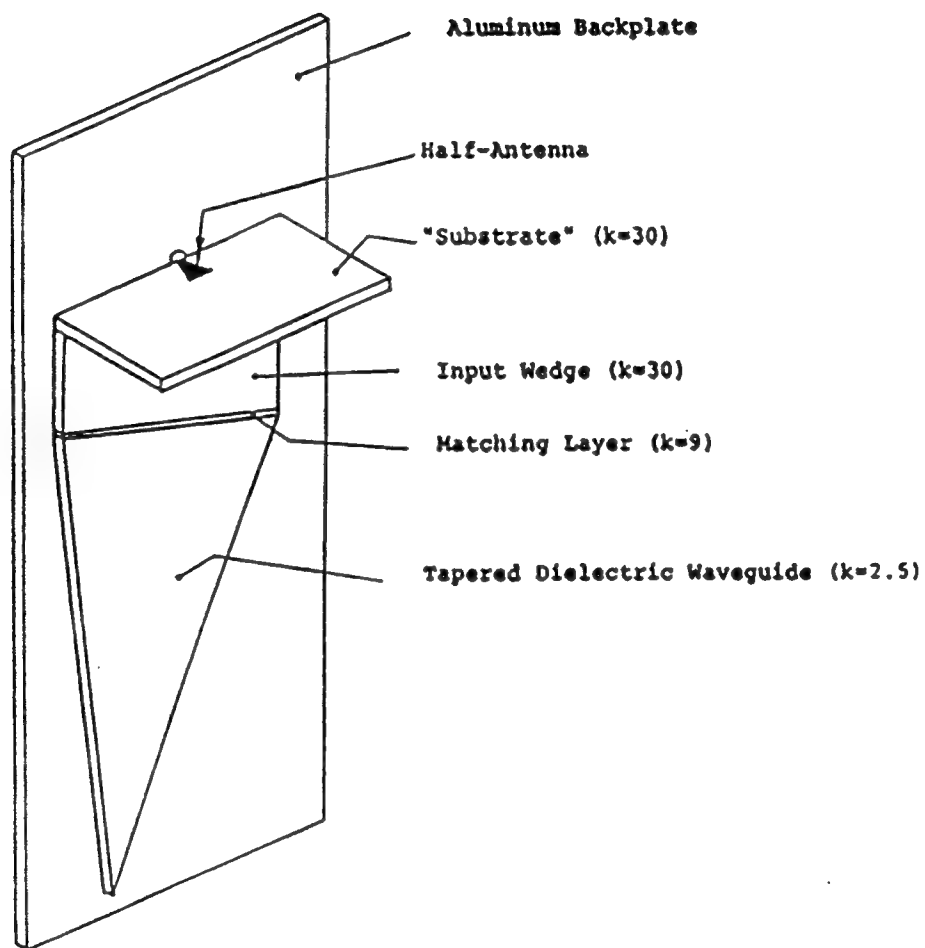 Aluminum Backplate
Half-Antenna
"Substrate" (k=30)
Input Wedge (k=30)
Matching Layer (k=9)
Tapered Dielectric Waveguide (k=2.5)